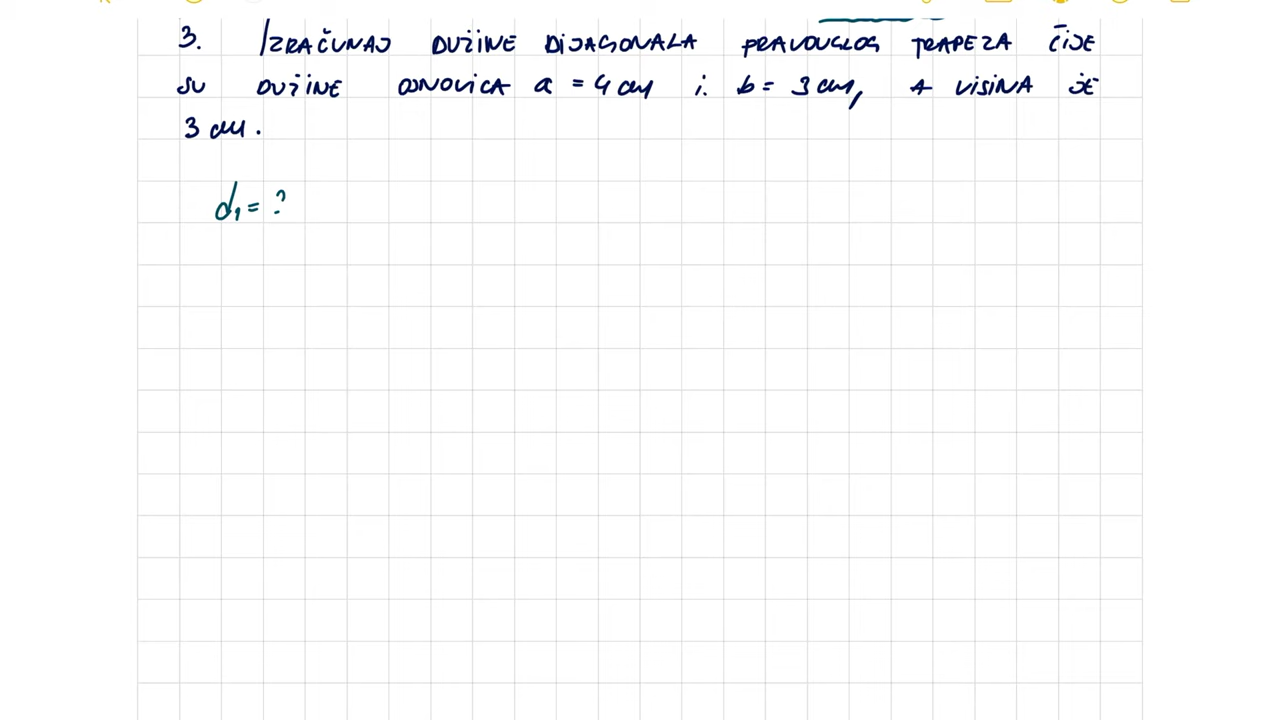 3. IZRAČUNAJ DUŽINE DIJAGONALA PRAVOUGLOG TRAPEZA ČIJE
SU DUŽINE OSNOVICA a = 4 cm i b = 3 cm, A VISINA JE
3 cm.
d₁ = ?